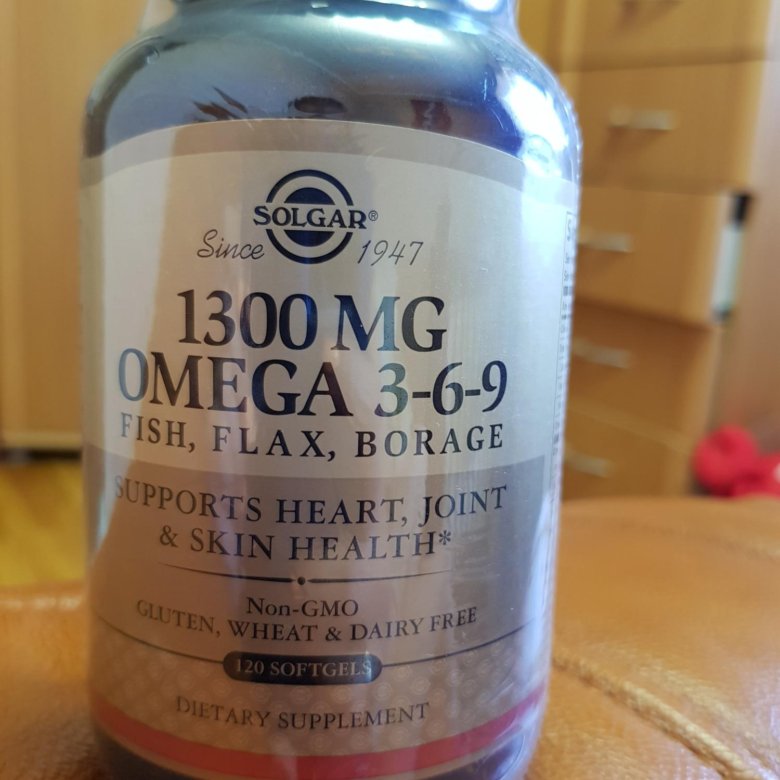 SOLGAR®
Since 1947
1300 MG
OMEGA 3-6-9
FISH, FLAX, BORAGE
SUPPORTS HEART, JOINT
& SKIN HEALTH*
Non-GMO
GLUTEN, WHEAT & DAIRY FREE
120 SOFTGELS
DIETARY SUPPLEMENT